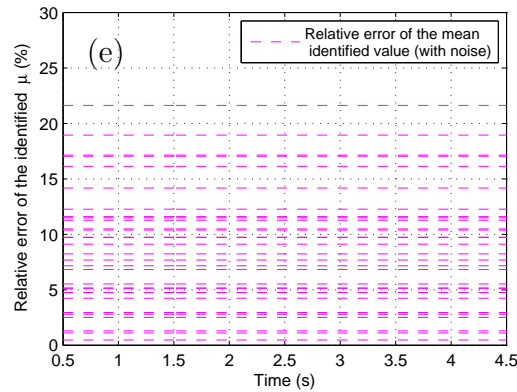 (e)
Relative error of the mean
identified value (with noise)
Relative error of the identified μ (%)
30
25
20
15
10
5
0
0.5 1 1.5 2 2.5 3 3.5 4 4.5
Time (s)